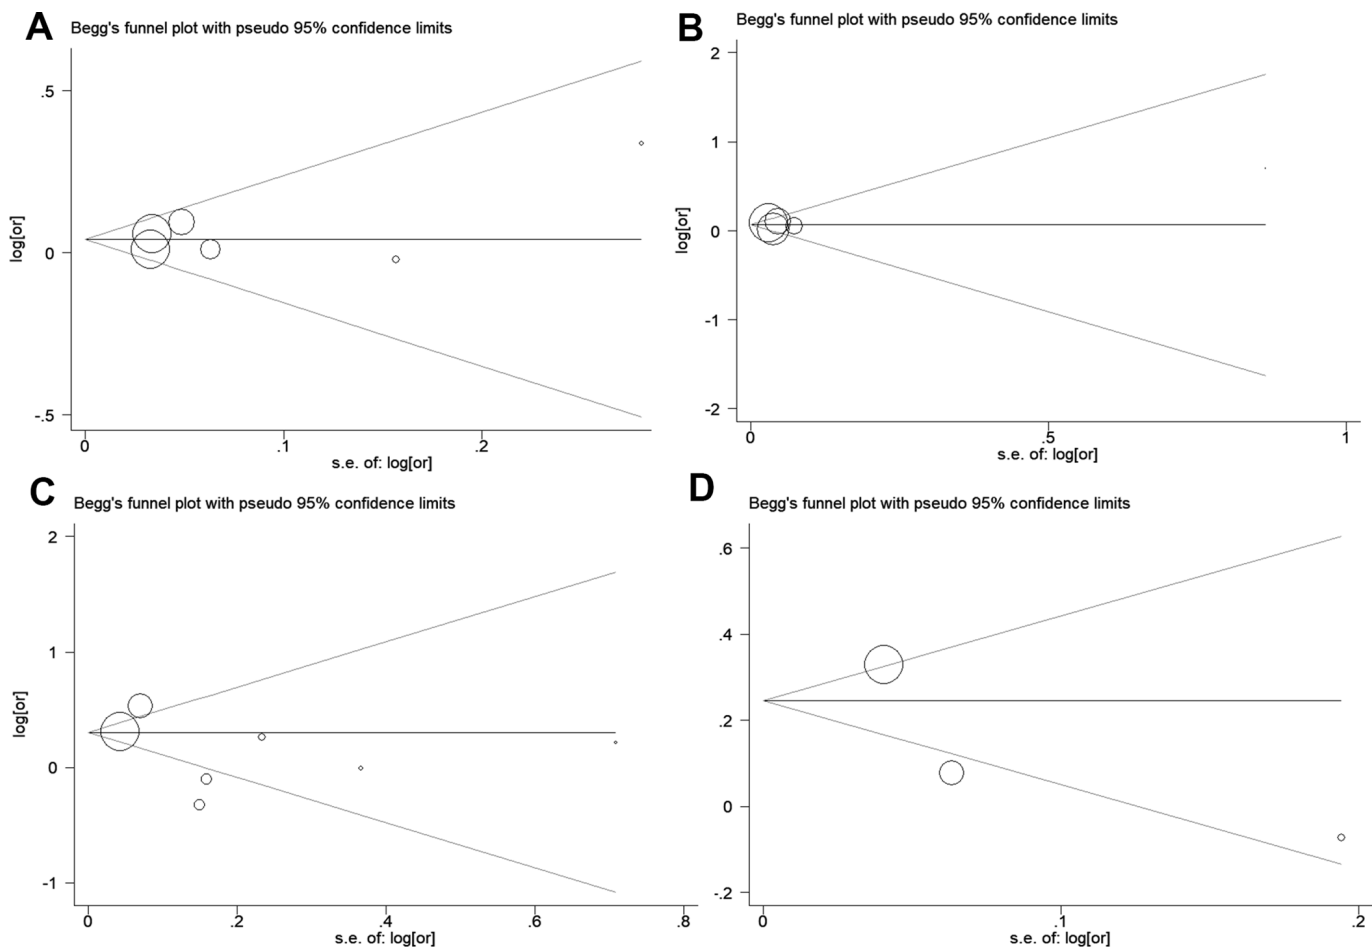 A
Begg's funnel plot with pseudo 95% confidence limits
.5
0
-.5
log[or]
0
.1
.2
s.e. of: log[or]
B
Begg's funnel plot with pseudo 95% confidence limits
2
1
0
-1
-2
log[or]
0
.5
1
s.e. of: log[or]
C
Begg's funnel plot with pseudo 95% confidence limits
2
1
0
-1
log[or]
0
.2
.4
.6
.8
s.e. of: log[or]
D
Begg's funnel plot with pseudo 95% confidence limits
.6
.4
.2
0
-.2
0
.1
.2
s.e. of: log[or]